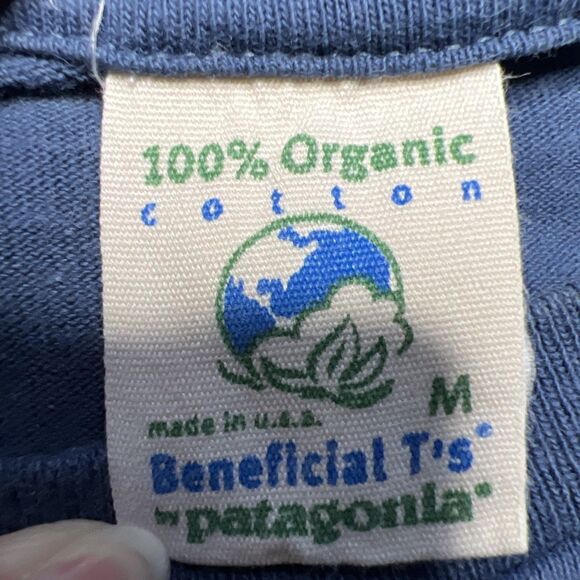 100% Organic
cotton
M
made in u.s.a.
Beneficial T's®
by patagonia®